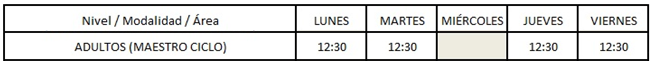 Nivel / Modalidad / Área LUNES MARTES MIÉRCOLES JUEVES VIERNES
ADULTOS (MAESTRO CICLO) 12:30 12:30 12:30 12:30